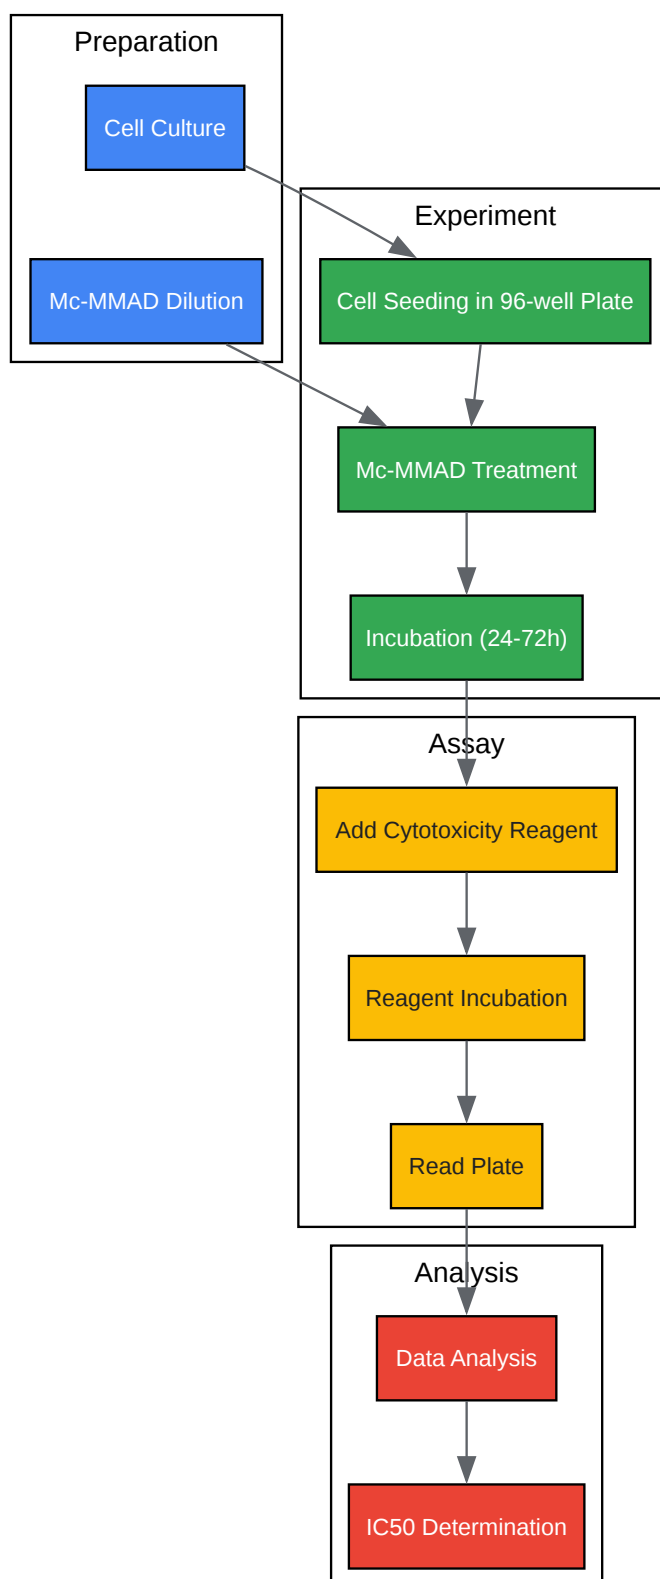 Preparation
Cell Culture
Mc-MMAD Dilution
Experiment
Cell Seeding in 96-well Plate
Mc-MMAD Treatment
Incubation (24-72h)
Assay
Add Cytotoxicity Reagent
Reagent Incubation
Read Plate
Analysis
Data Analysis
IC50 Determination